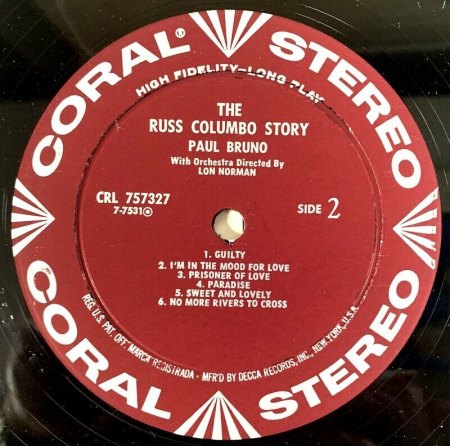 CORAL® STEREO
HIGH FIDELITY-LONG PLAY
THE
RUSS COLUMBO STORY
PAUL BRUNO
With Orchestra Directed By
LON NORMAN
CRL 757327
7-7531
SIDE 2
1. GUILTY
2. I'M IN THE MOOD FOR LOVE
3. PRISONER OF LOVE
4. PARADISE
5. SWEET AND LOVELY
6. NO MORE RIVERS TO CROSS
REG. U.S. PAT. OFF. MARCA REGISTRADA - MFR'D BY DECCA RECORDS, INC., NEW YORK, U.S.A.
CORAL STEREO